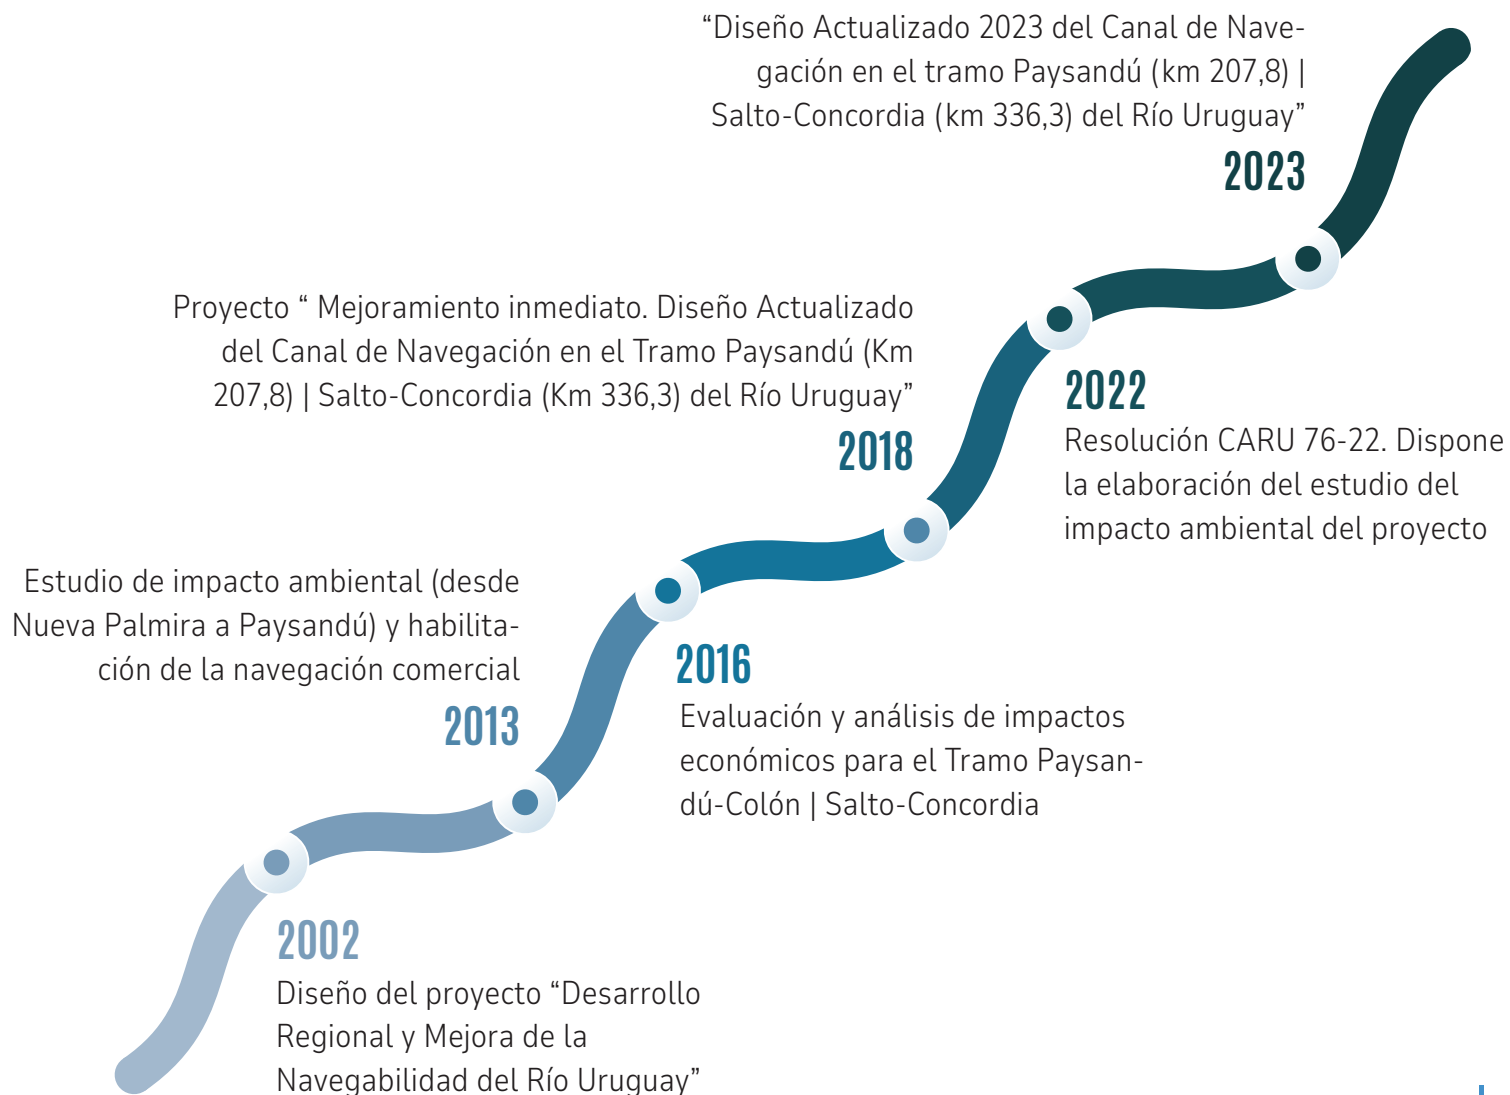 “Diseño Actualizado 2023 del Canal de Nave-
gación en el tramo Paysandú (km 207,8) |
Salto-Concordia (km 336,3) del Río Uruguay”
2023
Proyecto “ Mejoramiento inmediato. Diseño Actualizado
del Canal de Navegación en el Tramo Paysandú (Km
207,8) | Salto-Concordia (Km 336,3) del Río Uruguay”
2018
2022
Resolución CARU 76-22. Dispone
la elaboración del estudio del
impacto ambiental del proyecto
Estudio de impacto ambiental (desde
Nueva Palmira a Paysandú) y habilita-
ción de la navegación comercial
2013
2016
Evaluación y análisis de impactos
económicos para el Tramo Paysan-
dú-Colón | Salto-Concordia
2002
Diseño del proyecto “Desarrollo
Regional y Mejora de la
Navegabilidad del Río Uruguay”